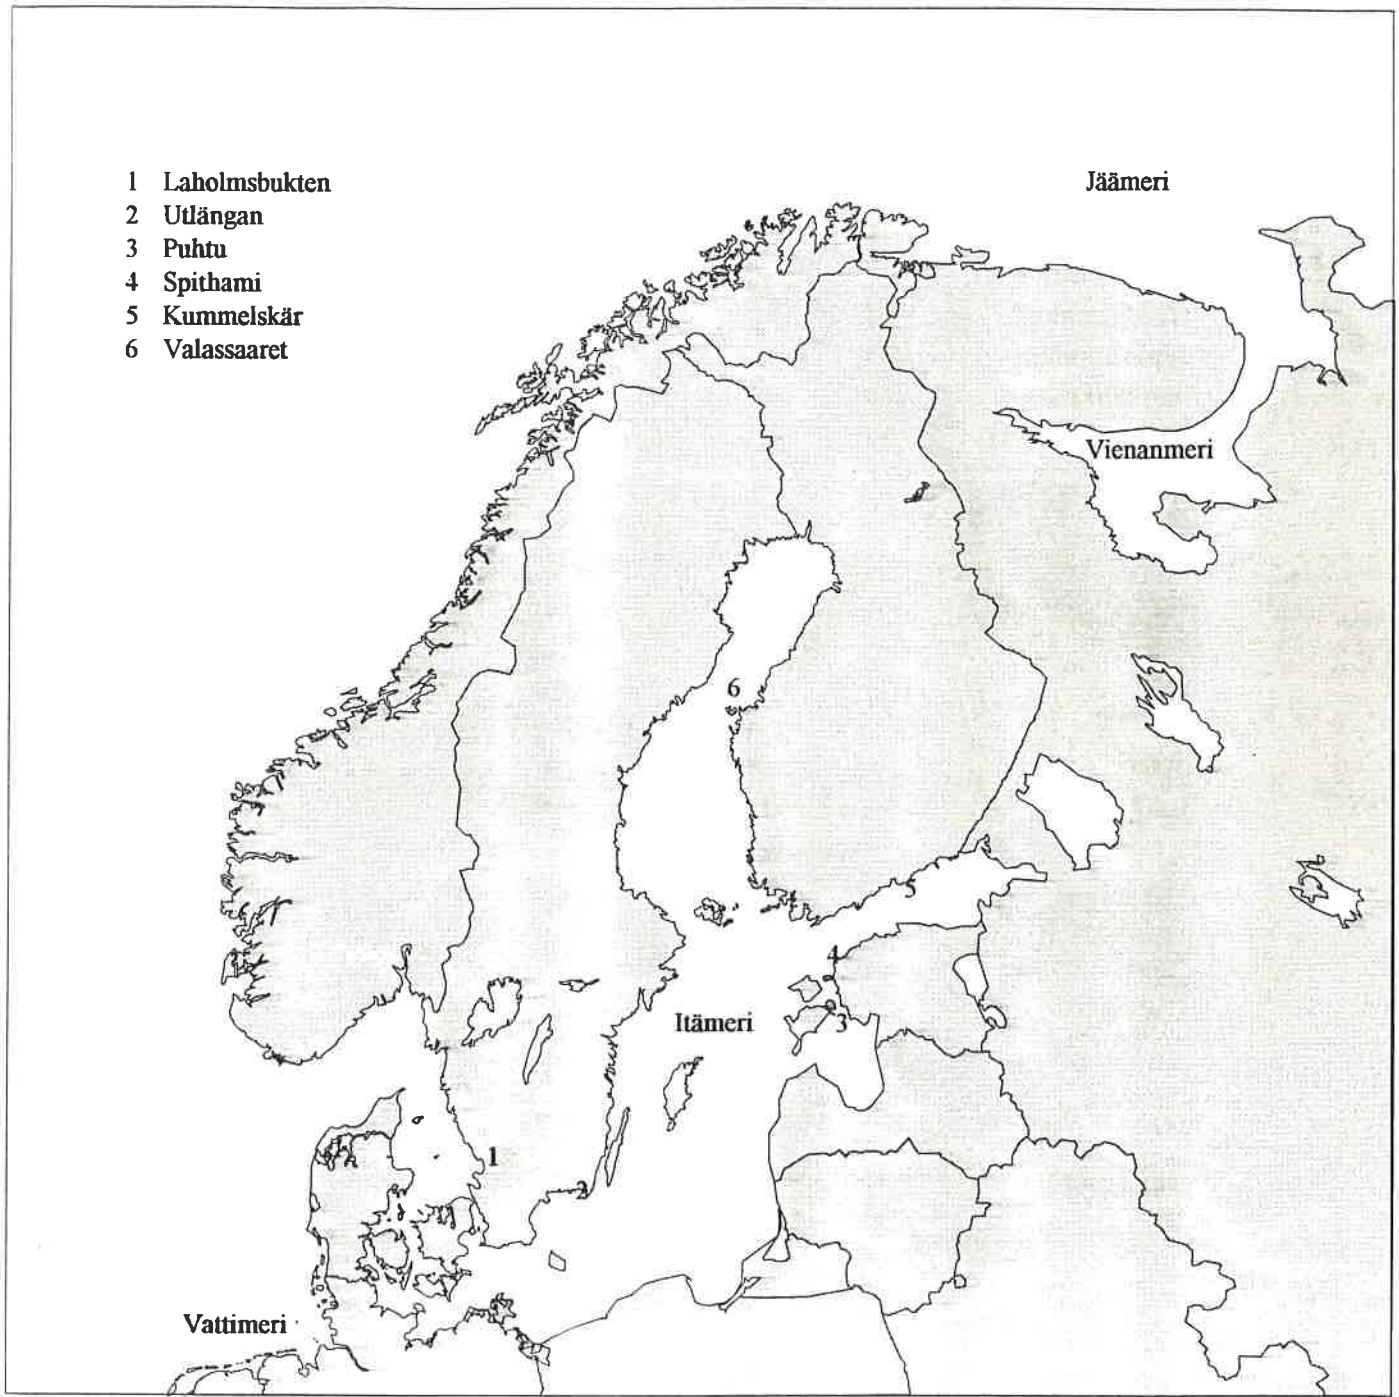 1 Laholmsbukten
2 Utlängan
3 Puhtu
4 Spithami
5 Kummelskär
6 Valassaaret
Jäämeri
Vienanmeri
6
5
4
Itämeri
3
1
2
Vattimeri